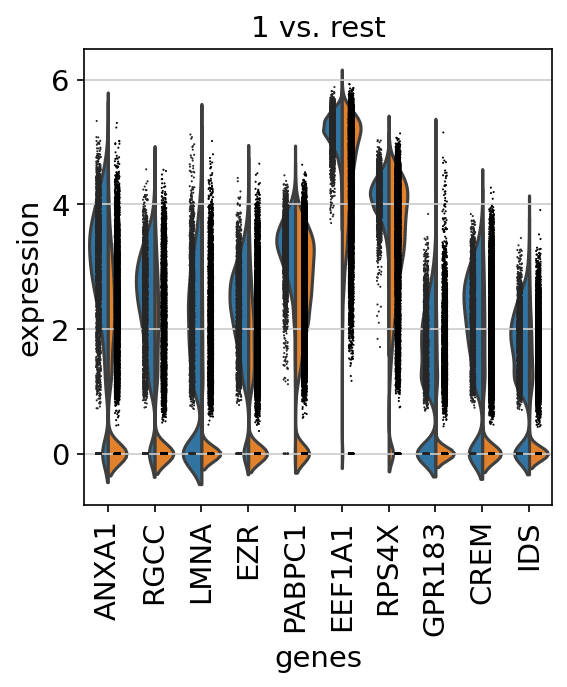 1 vs. rest
6
4
2
0
expression
ANXA1
RGCC
LMNA
EZR
PABPC1
EEF1A1
RPS4X
GPR183
CREM
IDS
genes